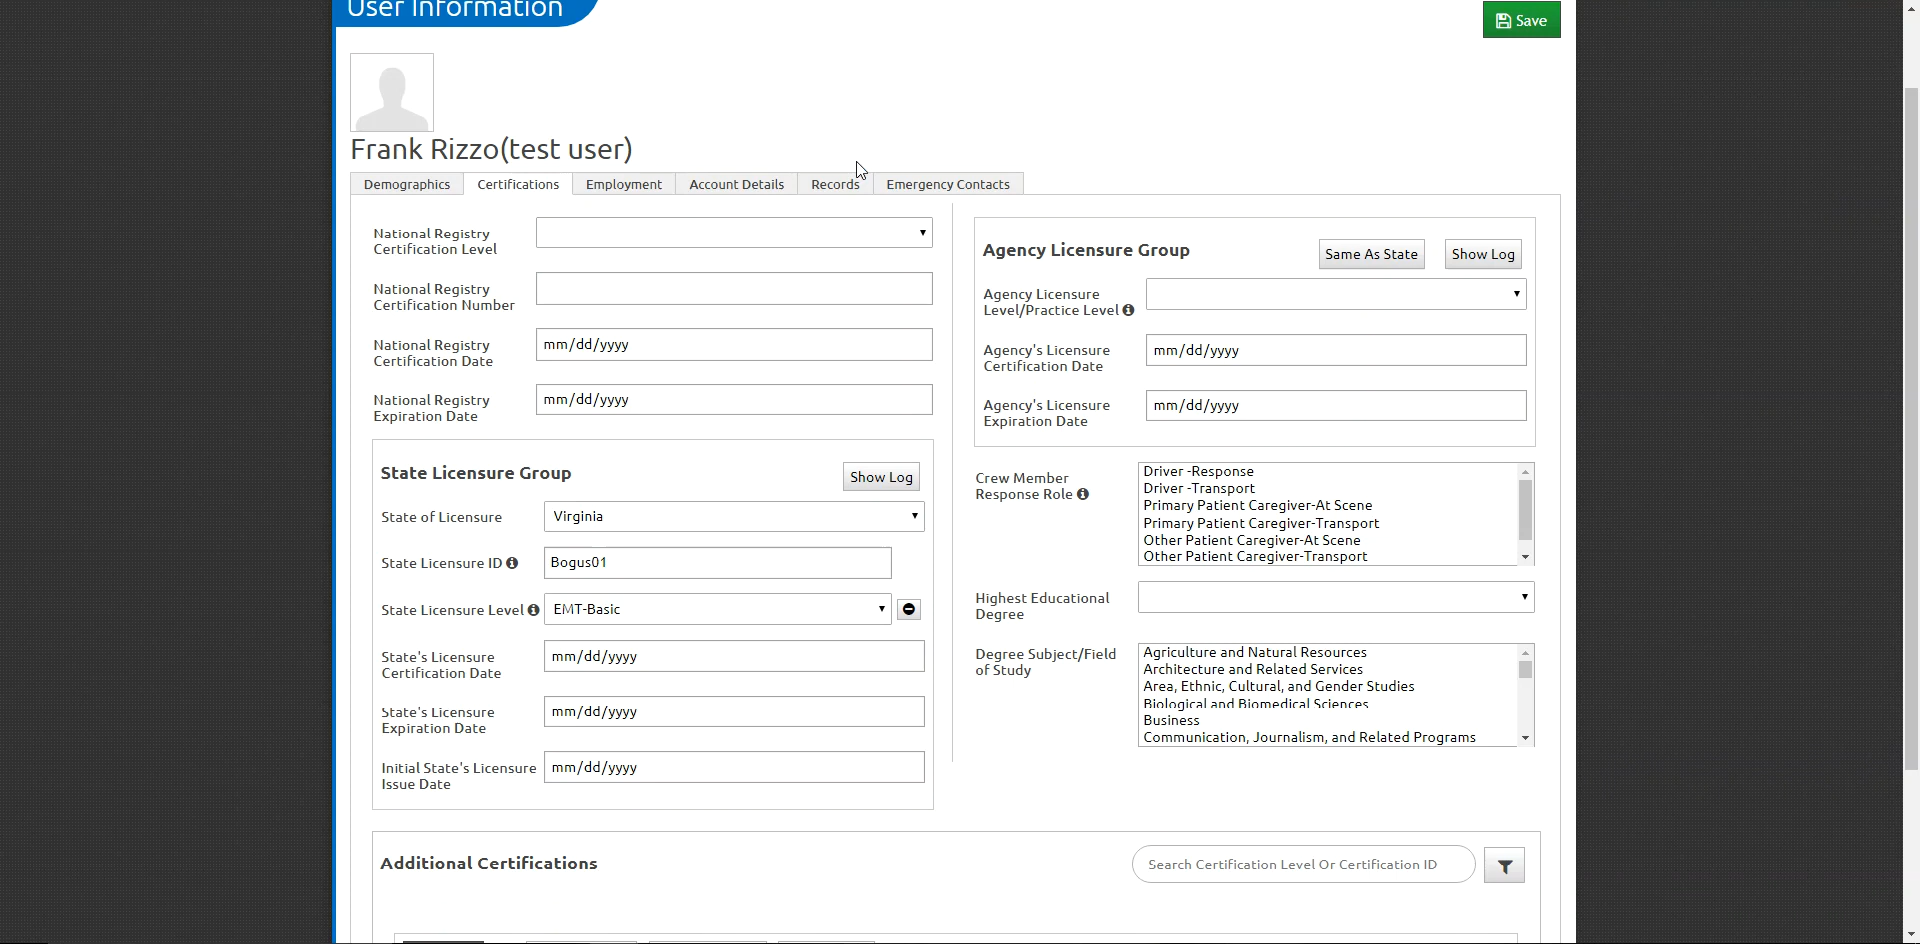 User Information
Save
Frank Rizzo(test user)
Demographics
Certifications
Employment
Account Details
Records
Emergency Contacts
National Registry
Certification Level
National Registry
Certification Number
National Registry
Certification Date
mm/dd/yyyy
National Registry
Expiration Date
mm/dd/yyyy
State Licensure Group
Show Log
State of Licensure
Virginia
State Licensure ID
Bogus01
State Licensure Level
EMT-Basic
State's Licensure
Certification Date
mm/dd/yyyy
State's Licensure
Expiration Date
mm/dd/yyyy
Initial State's Licensure
Issue Date
mm/dd/yyyy
Agency Licensure Group
Same As State
Show Log
Agency Licensure
Level/Practice Level
Agency's Licensure
Certification Date
mm/dd/yyyy
Agency's Licensure
Expiration Date
mm/dd/yyyy
Crew Member
Response Role
Driver -Response
Driver -Transport
Primary Patient Caregiver-At Scene
Primary Patient Caregiver-Transport
Other Patient Caregiver-At Scene
Other Patient Caregiver-Transport
Highest Educational
Degree
Degree Subject/Field
of Study
Agriculture and Natural Resources
Architecture and Related Services
Area, Ethnic, Cultural, and Gender Studies
Biological and Biomedical Sciences
Business
Communication, Journalism, and Related Programs
Additional Certifications
Search Certification Level Or Certification ID